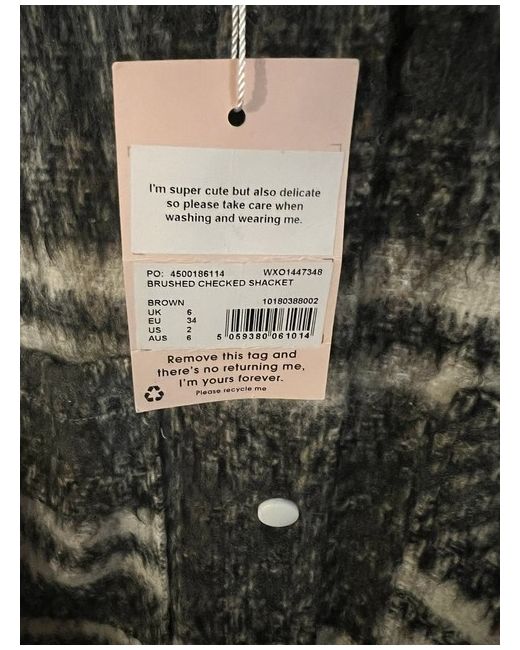 I'm super cute but also delicate
so please take care when
washing and wearing me.
PO: 4500186114 WXO1447348
BRUSHED CHECKED SHACKET
BROWN 10180388002
UK 6
EU 34
US 2
AUS 6
5 059380 061014
Remove this tag and
there's no returning me,
I'm yours forever.
Please recycle me